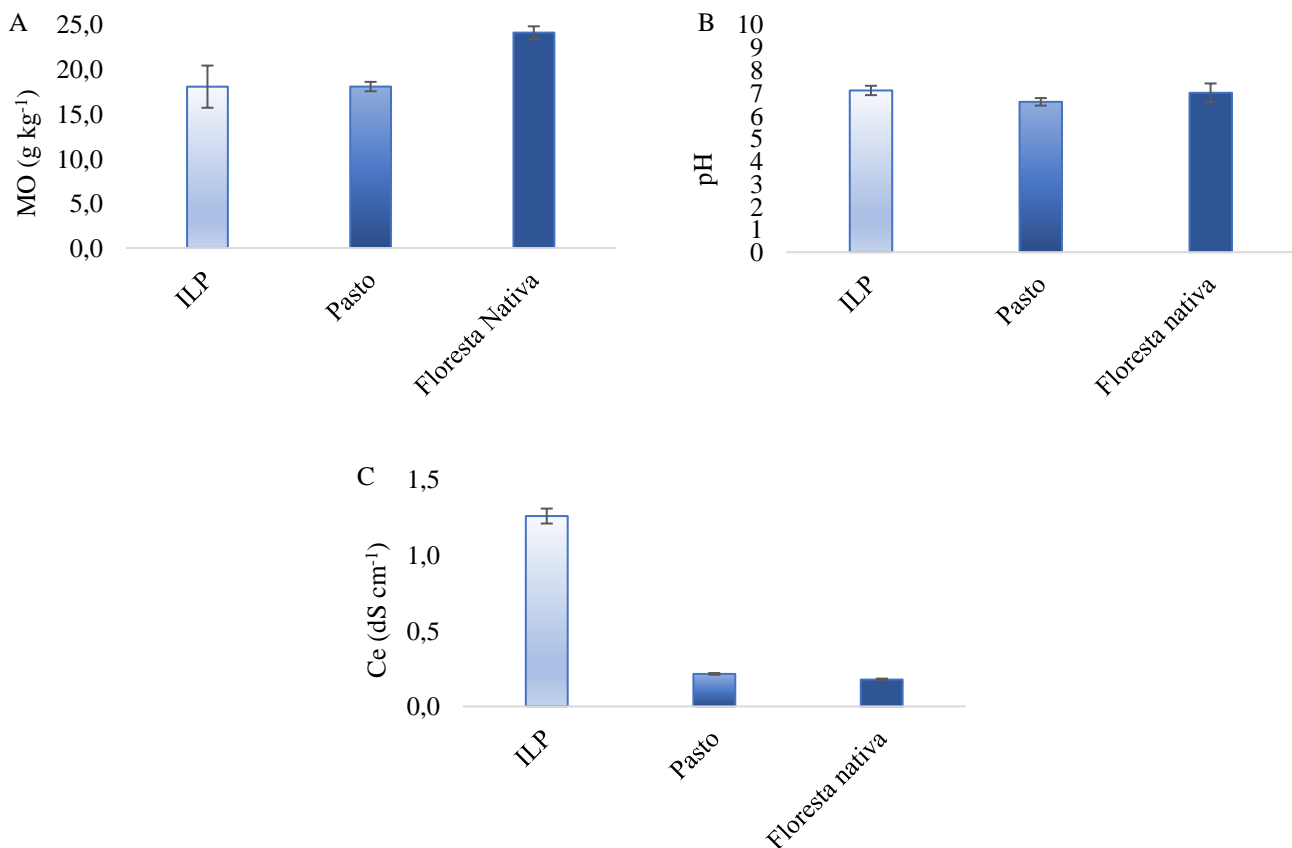 A
MO (g kg-1)
25,0
20,0
15,0
10,0
5,0
0,0
ILP
Pasto
Floresta Nativa
B
pH
10
9
8
7
6
5
4
3
2
1
0
ILP
Pasto
Floresta nativa
C
Ce (dS cm-1)
1,5
1,0
0,5
0,0
ILP
Pasto
Floresta nativa